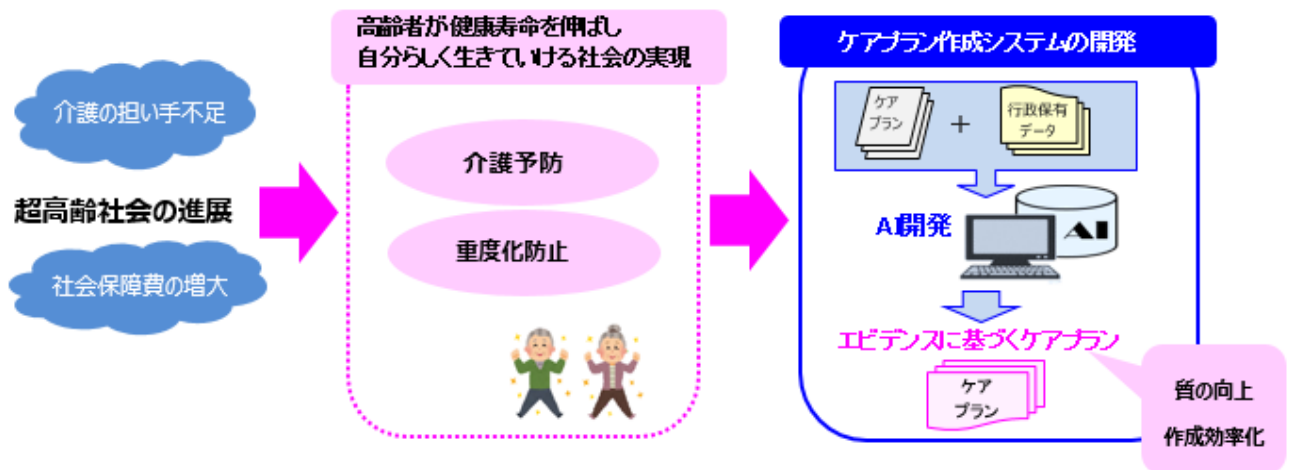 介護の担い手不足
超高齢社会の進展
社会保障費の増大
高齢者が健康寿命を伸ばし
自分らしく生きていける社会の実現
介護予防
重度化防止
ケアプラン作成システムの開発
ケア
プラン
+
行政保有
データ
AI開発
AI
エビデンスに基づくケアプラン
ケア
プラン
質の向上
作成効率化